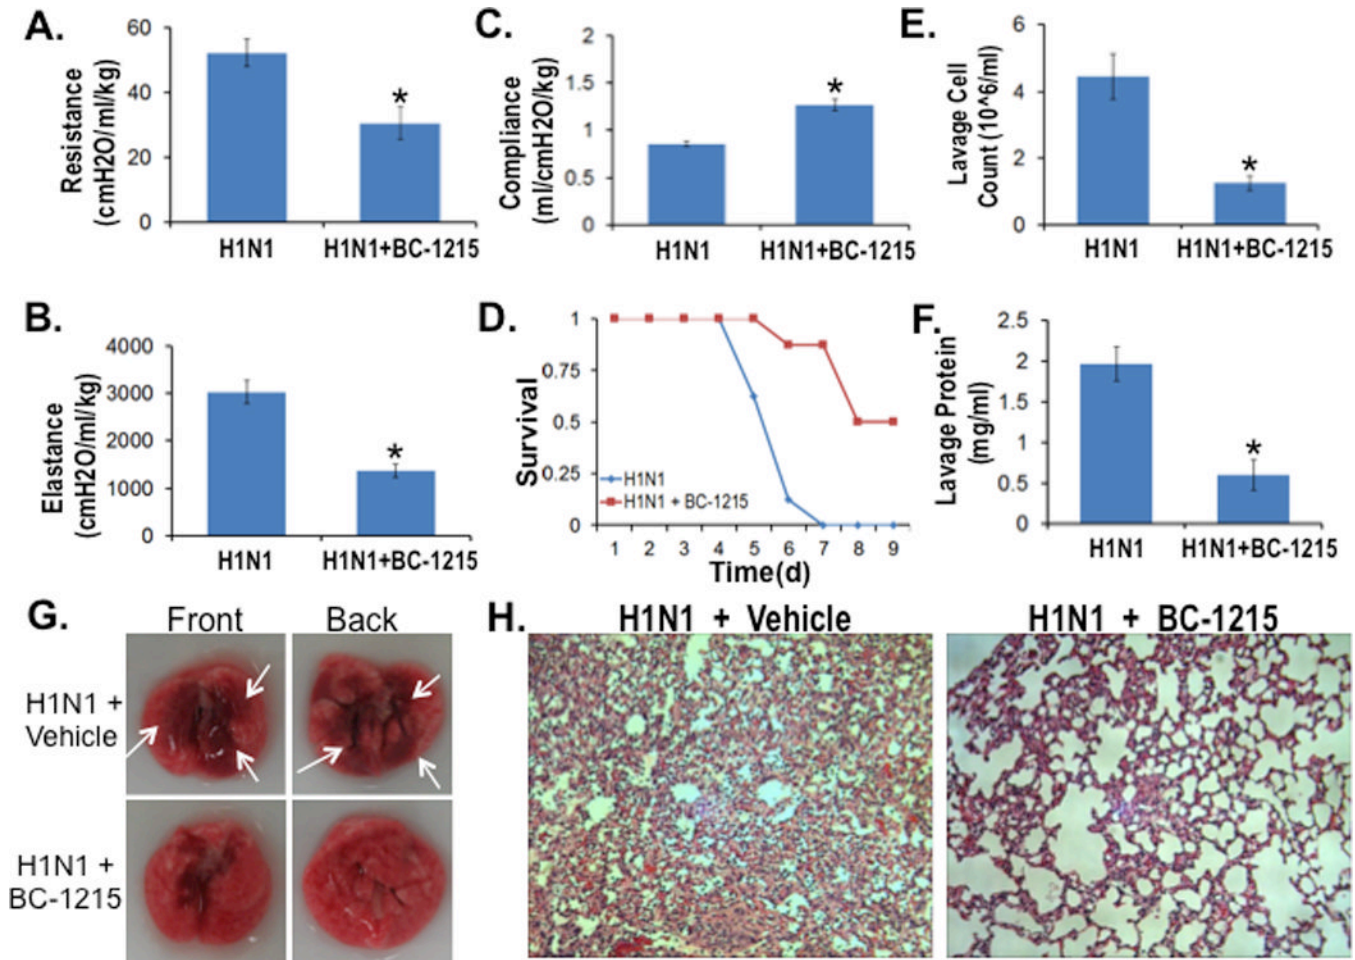 A.
Resistance
(cmH2O/ml/kg)
60
40
20
0
*
H1N1
H1N1+BC-1215
B.
Elastance
(cmH2O/ml/kg)
4000
3000
2000
1000
0
*
H1N1
H1N1+BC-1215
C.
Compliance
(ml/cmH2O/kg)
2
1.5
1
0.5
0
*
H1N1
H1N1+BC-1215
D.
Survival
1
0.75
0.5
0.25
0
H1N1
H1N1 + BC-1215
1 2 3 4 5 6 7 8 9
Time(d)
E.
Lavage Cell
Count (10^6/ml)
6
4
2
0
*
H1N1
H1N1+BC-1215
F.
Lavage Protein
(mg/ml)
2.5
2
1.5
1
0.5
0
*
H1N1
H1N1+BC-1215
G.
Front
Back
H1N1 +
Vehicle
H1N1 +
BC-1215
H.
H1N1 + Vehicle
H1N1 + BC-1215